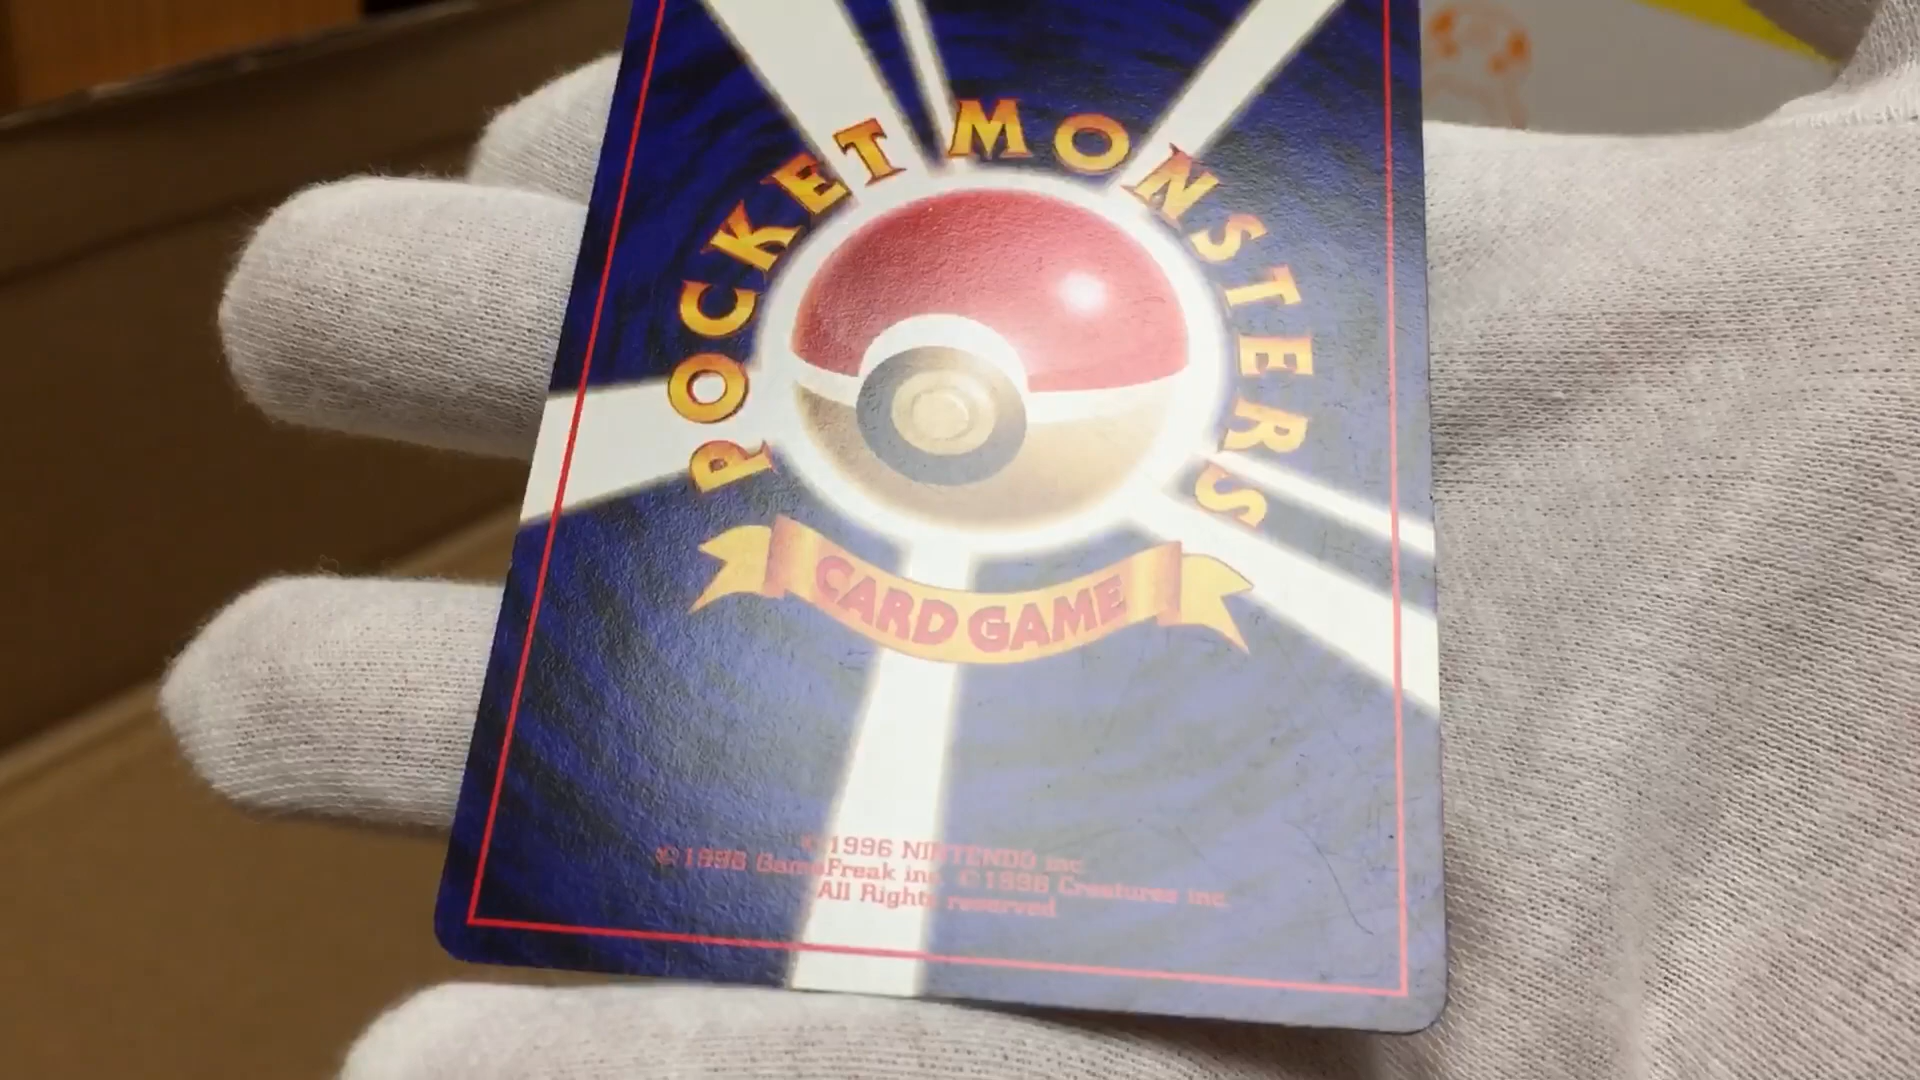 POCKET MONSTERS
CARD GAME
©1996 NINTENDO inc.
©1996 GameFreak inc. ©1996 Creatures inc.
All Rights reserved